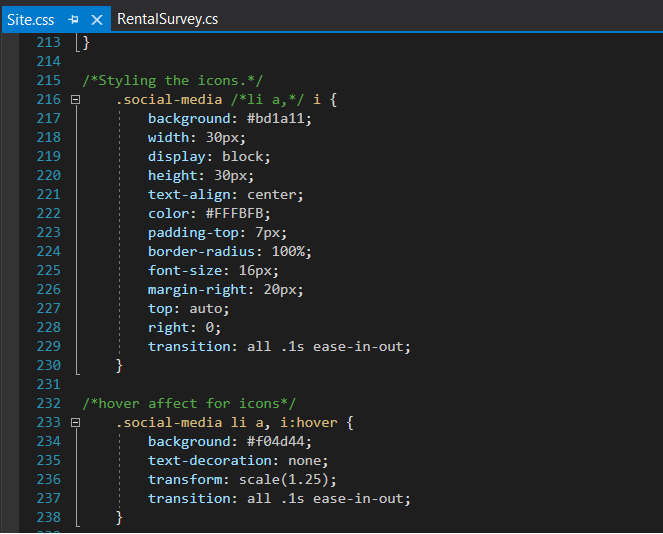 Site.css RentalSurvey.cs
213 }
214
215 /*Styling the icons.*/
216 .social-media /*li a,*/ i {
217 background: #bd1a11;
218 width: 30px;
219 display: block;
220 height: 30px;
221 text-align: center;
222 color: #FFFBFB;
223 padding-top: 7px;
224 border-radius: 100%;
225 font-size: 16px;
226 margin-right: 20px;
227 top: auto;
228 right: 0;
229 transition: all .1s ease-in-out;
230 }
231
232 /*hover affect for icons*/
233 .social-media li a, i:hover {
234 background: #f04d44;
235 text-decoration: none;
236 transform: scale(1.25);
237 transition: all .1s ease-in-out;
238 }